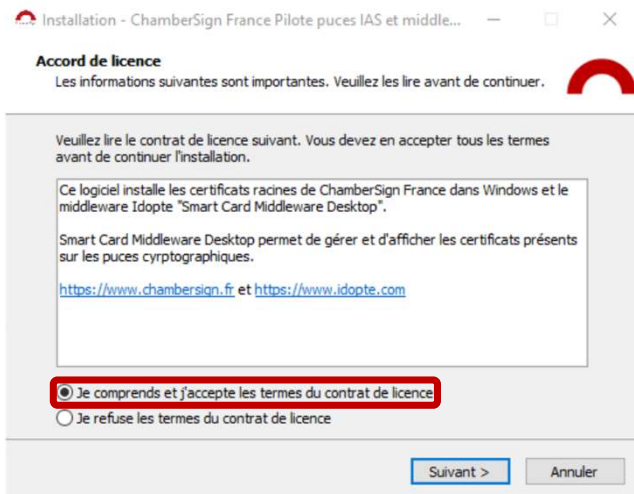 Installation - ChamberSign France Pilote puces IAS et middle...
Accord de licence
Les informations suivantes sont importantes. Veuillez les lire avant de continuer.
Veuillez lire le contrat de licence suivant. Vous devez en accepter tous les termes
avant de continuer l'installation.
Ce logiciel installe les certificats racines de ChamberSign France dans Windows et le
middleware Idopte "Smart Card Middleware Desktop".
Smart Card Middleware Desktop permet de gérer et d'afficher les certificats présents
sur les puces cyrptographiques.
https://www.chambersign.fr et https://www.idopte.com
Je comprends et j'accepte les termes du contrat de licence
Je refuse les termes du contrat de licence
Suivant > Annuler